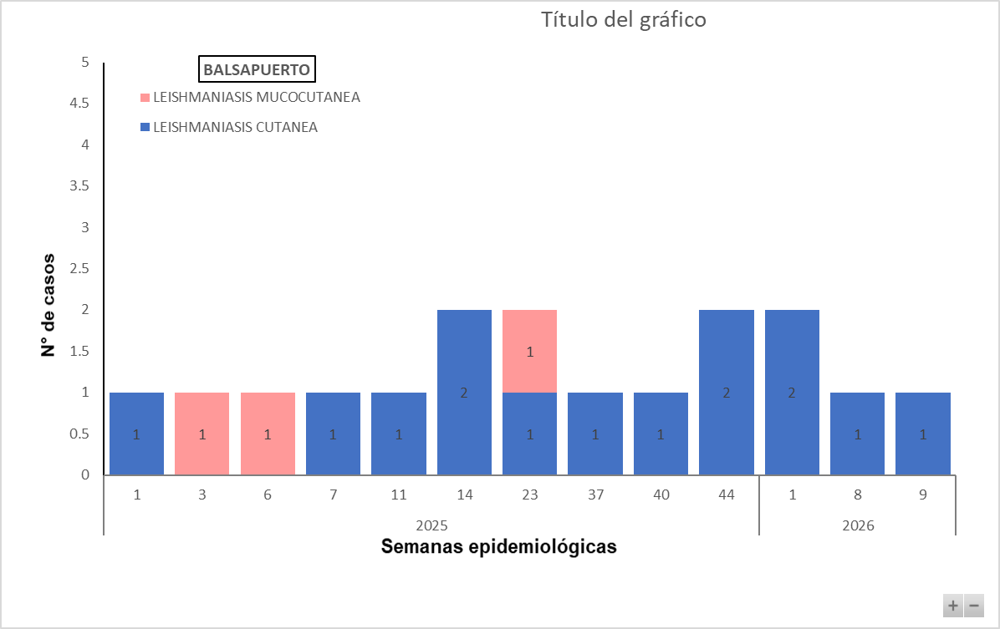 Título del gráfico
BALSAPUERTO
LEISHMANIASIS MUCOCUTANEA
LEISHMANIASIS CUTANEA
N° de casos
5
4.5
4
3.5
3
2.5
2
1.5
1
0.5
0
1 1 1 1 1 2 1 1 1 1 2 2 1 1
1 3 6 7 11 14 23 37 40 44 1 8 9
2025 2026
Semanas epidemiológicas
+ −